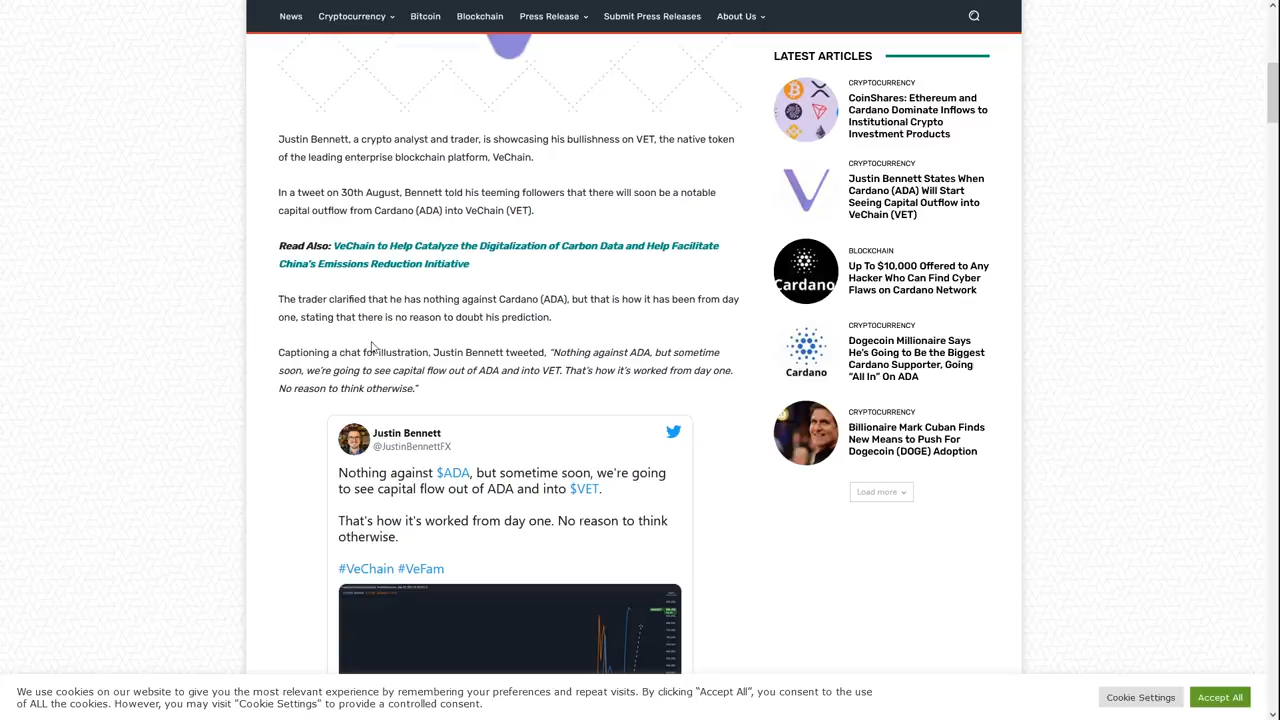 News
Cryptocurrency
Bitcoin
Blockchain
Press Release
Submit Press Releases
About Us
Justin Bennett, a crypto analyst and trader, is showcasing his bullishness on VET, the native token
of the leading enterprise blockchain platform, VeChain.
In a tweet on 30th August, Bennett told his teeming followers that there will soon be a notable
capital outflow from Cardano (ADA) into VeChain (VET).
Read Also: VeChain to Help Catalyze the Digitalization of Carbon Data and Help Facilitate
China's Emissions Reduction Initiative
The trader clarified that he has nothing against Cardano (ADA), but that is how it has been from day
one, stating that there is no reason to doubt his prediction.
Captioning a chat for illustration, Justin Bennett tweeted, “Nothing against ADA, but sometime
soon, we're going to see capital flow out of ADA and into VET. That's how it's worked from day one.
No reason to think otherwise.”
Justin Bennett
@JustinBennettFX
Nothing against $ADA, but sometime soon, we're going
to see capital flow out of ADA and into $VET.
That's how it's worked from day one. No reason to think
otherwise.
#VeChain #VeFam
LATEST ARTICLES
CRYPTOCURRENCY
CoinShares: Ethereum and
Cardano Dominate Inflows to
Institutional Crypto
Investment Products
CRYPTOCURRENCY
Justin Bennett States When
Cardano (ADA) Will Start
Seeing Capital Outflow into
VeChain (VET)
Cardano
BLOCKCHAIN
Up To $10,000 Offered to Any
Hacker Who Can Find Cyber
Flaws on Cardano Network
Cardano
CRYPTOCURRENCY
Dogecoin Millionaire Says
He's Going to Be the Biggest
Cardano Supporter, Going
“All In” On ADA
CRYPTOCURRENCY
Billionaire Mark Cuban Finds
New Means to Push For
Dogecoin (DOGE) Adoption
Load more
We use cookies on our website to give you the most relevant experience by remembering your preferences and repeat visits. By clicking “Accept All”, you consent to the use
of ALL the cookies. However, you may visit "Cookie Settings" to provide a controlled consent.
Cookie Settings
Accept All